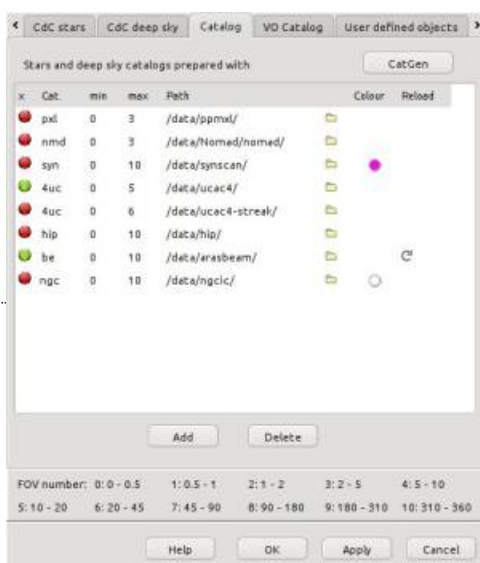 CdC stars CdC deep sky Catalog VO Catalog User defined objects
Stars and deep sky catalogs prepared with CatGen
x Cat. min max Path Colour Reload
pxl 0 3 /data/ppmxl/
nmd 0 3 /data/Nomad/nomad/
syn 0 10 /data/synscan/
4uc 0 5 /data/ucac4/
4uc 0 6 /data/ucac4-streak/
hip 0 10 /data/hip/
be 0 10 /data/arasbeam/
ngc 0 10 /data/ngcic/
Add Delete
FOV number: 0: 0 - 0.5 1: 0.5 - 1 2: 1 - 2 3: 2 - 5 4: 5 - 10
5: 10 - 20 6: 20 - 45 7: 45 - 90 8: 90 - 180 9: 180 - 310 10: 310 - 360
Help OK Apply Cancel